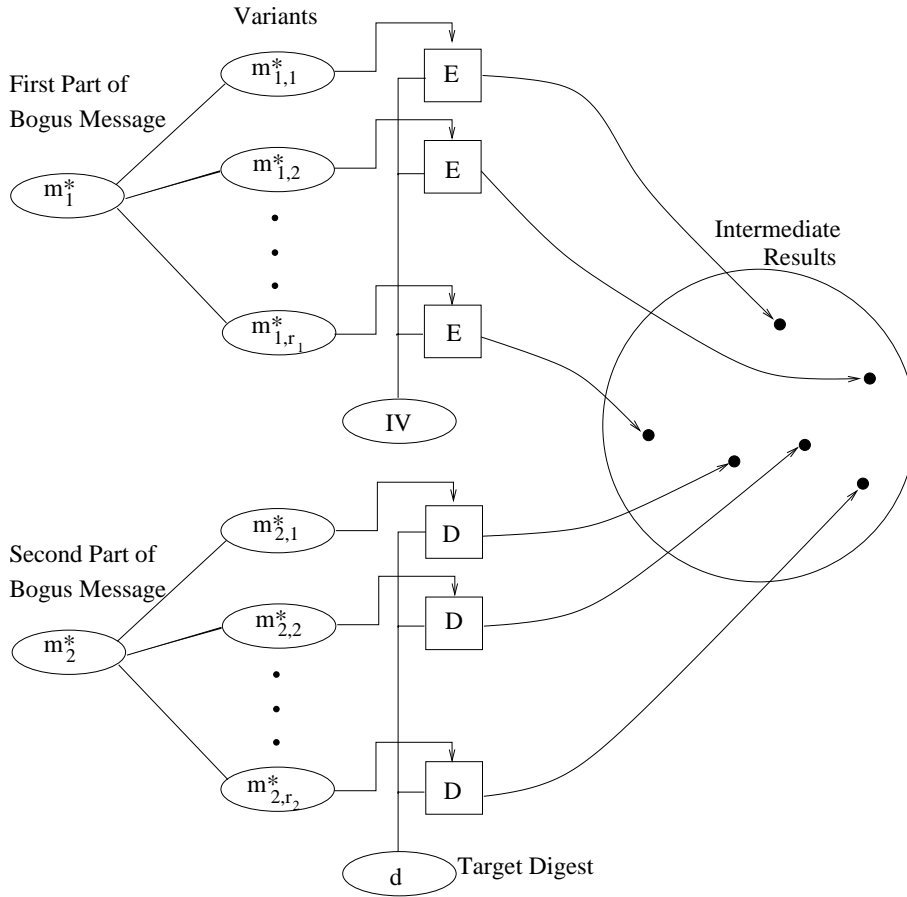 Variants
First Part of
Bogus Message
m*1
m*1,1
E
m*1,2
E
m*1,r1
E
IV
Intermediate
Results
Second Part of
Bogus Message
m*2
m*2,1
D
m*2,2
D
m*2,r2
D
d
Target Digest